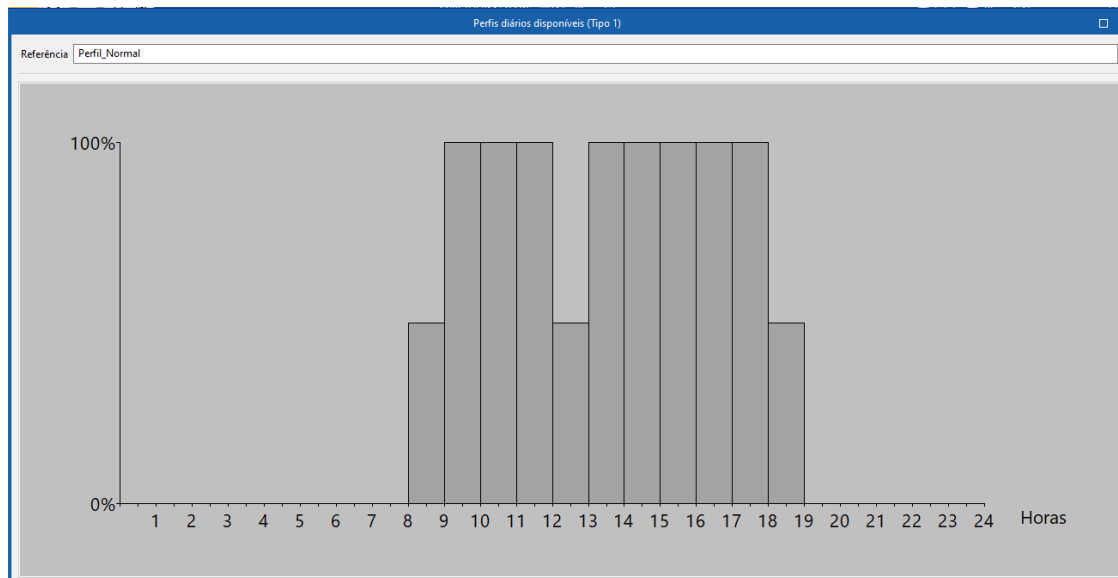 Perfis diários disponíveis (Tipo 1)
Referência Perfil_Normal
100%
0%
1 2 3 4 5 6 7 8 9 10 11 12 13 14 15 16 17 18 19 20 21 22 23 24 Horas